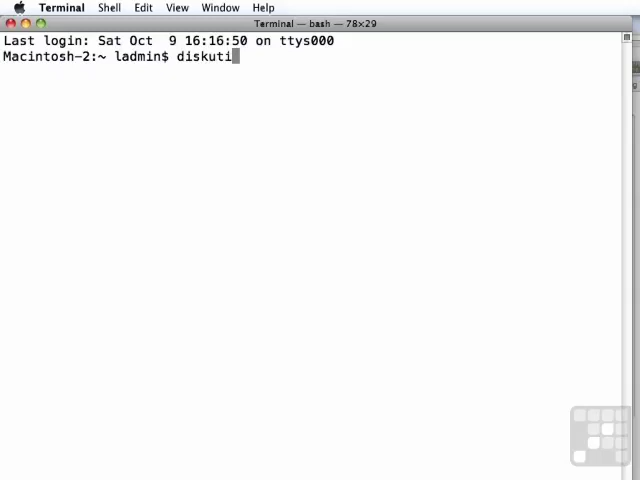 Terminal Shell Edit View Window Help
Terminal — bash — 78×29
Last login: Sat Oct  9 16:16:50 on ttys000
Macintosh-2:~ ladmin$ diskuti